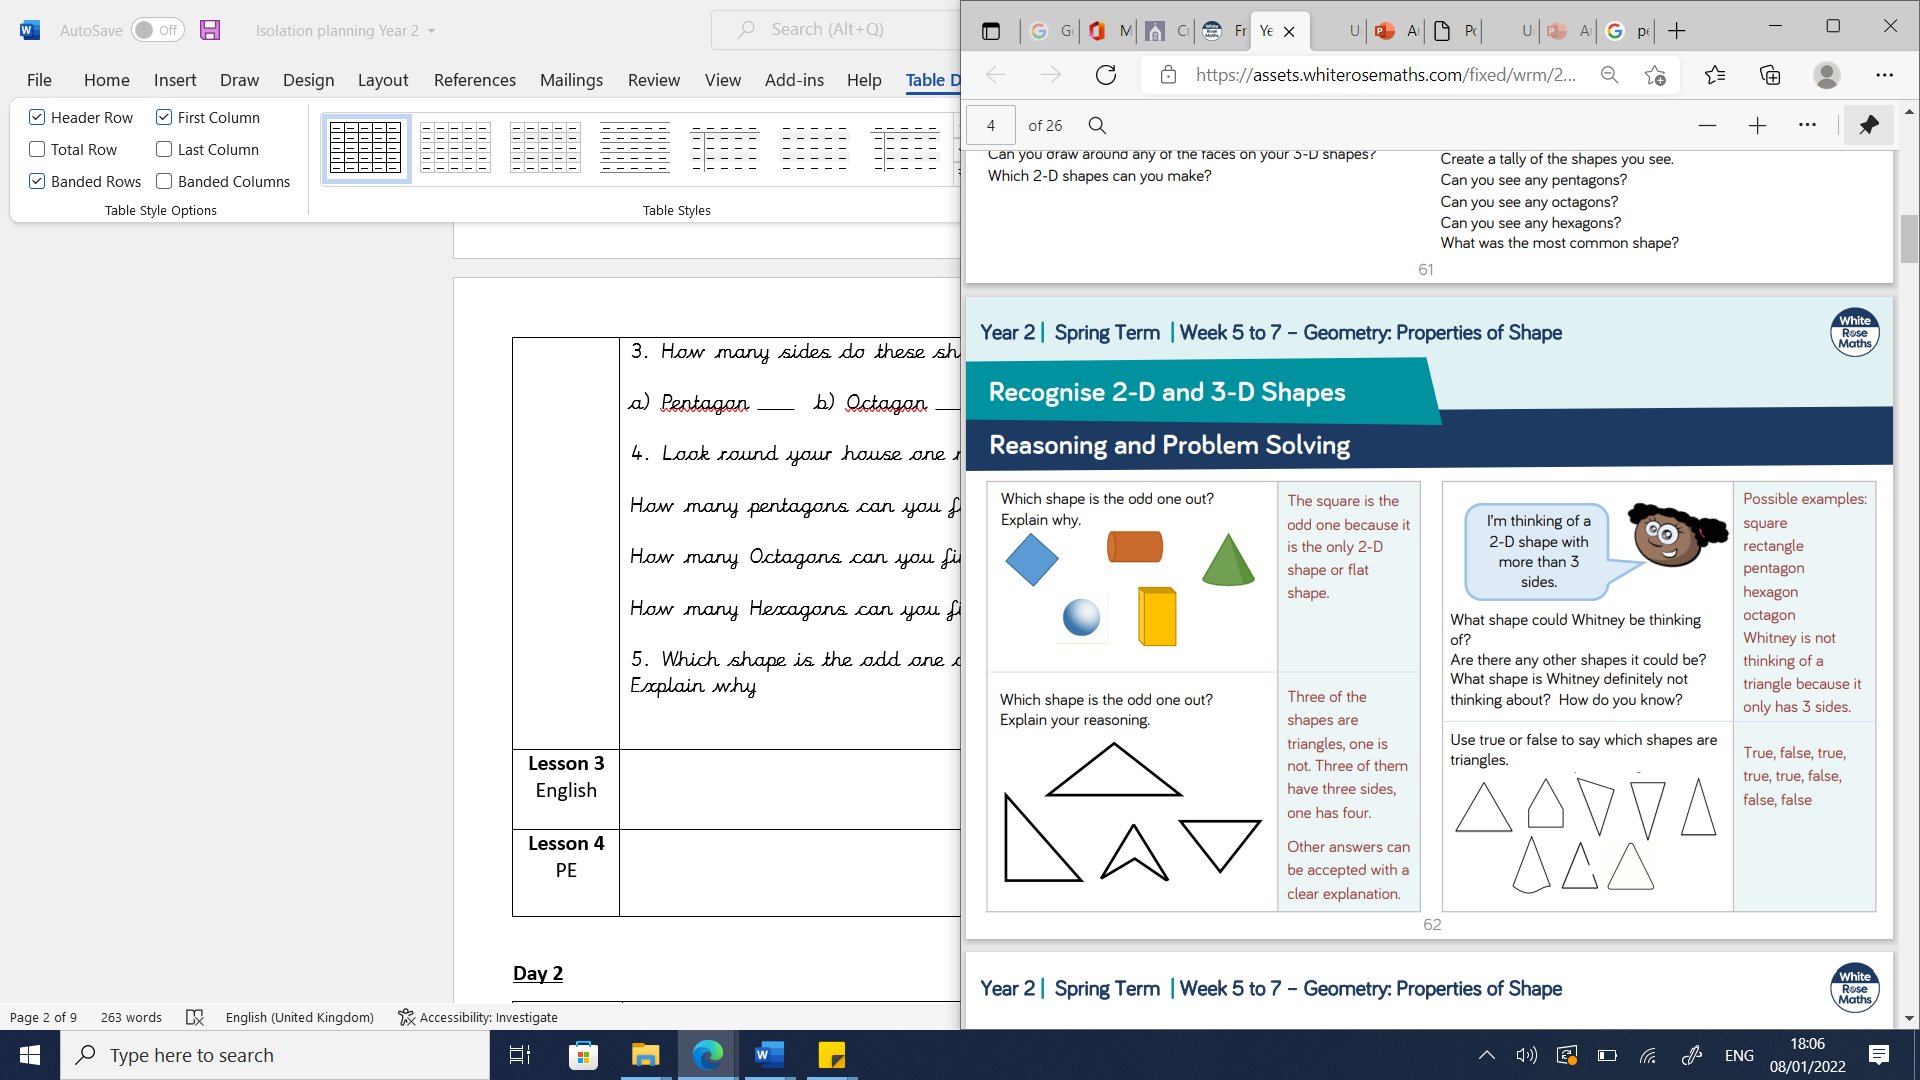 AutoSave
Off
Isolation planning Year 2
Search (Alt+Q)
File Home Insert Draw Design Layout References Mailings Review View Add-ins Help Table D
Header Row
First Column
Total Row
Last Column
Banded Rows
Banded Columns
Table Style Options
Table Styles
3. How many sides do these sh
a) Pentagon ____ b) Octagon ___
4. Look round your house one
How many pentagons can you f
How many Octagons can you fi
How many Hexagons can you f
5. Which shape is the odd one
Explain why
Lesson 3
English
Lesson 4
PE
Day 2
Page 2 of 9
263 words
English (United Kingdom)
Accessibility: Investigate
https://assets.whiterosemaths.com/fixed/wrm/2...
4 of 26
Can you draw around any of the faces on your 3-D shapes?
Which 2-D shapes can you make?
Create a tally of the shapes you see.
Can you see any pentagons?
Can you see any octagons?
Can you see any hexagons?
What was the most common shape?
61
Year 2 | Spring Term | Week 5 to 7 – Geometry: Properties of Shape
White
Rose
Maths
Recognise 2-D and 3-D Shapes
Reasoning and Problem Solving
Which shape is the odd one out?
Explain why.
The square is the
odd one because it
is the only 2-D
shape or flat
shape.
Which shape is the odd one out?
Explain your reasoning.
Three of the
shapes are
triangles, one is
not. Three of them
have three sides,
one has four.
Other answers can
be accepted with a
clear explanation.
I'm thinking of a
2-D shape with
more than 3
sides.
What shape could Whitney be thinking
of?
Are there any other shapes it could be?
What shape is Whitney definitely not
thinking about? How do you know?
Possible examples:
square
rectangle
pentagon
hexagon
octagon
Whitney is not
thinking of a
triangle because it
only has 3 sides.
Use true or false to say which shapes are
triangles.
True, false, true,
true, true, false,
false, false
62
Year 2 | Spring Term | Week 5 to 7 – Geometry: Properties of Shape
White
Rose
Maths
Type here to search
ENG
18:06
08/01/2022